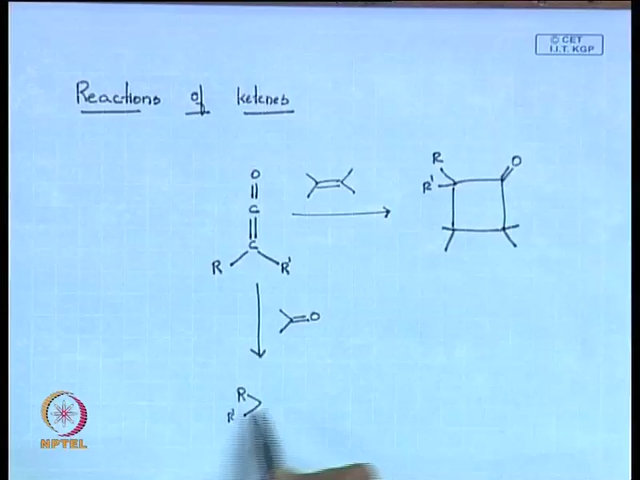 © CET
I.I.T. KGP
Reactions of ketenes
O
C
C
R R'
R
R'
O
O
R
R'
NPTEL